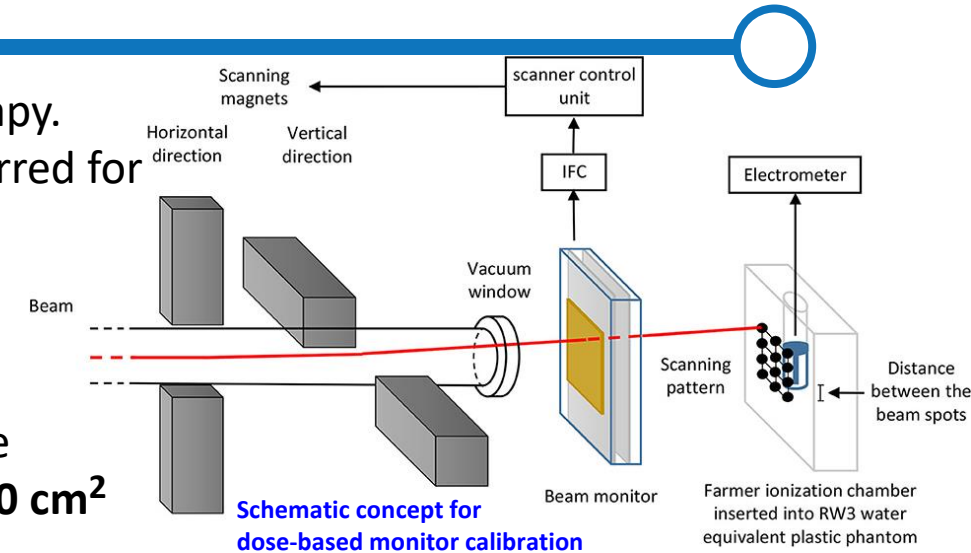 Scanning
magnets
scanner control
unit
Horizontal
direction
Vertical
direction
for
IFC
Electrometer
Vacuum
window
Beam
Scanning
pattern
Distance
between the
beam spots
0 cm²
Beam monitor
Farmer ionization chamber
inserted into RW3 water
equivalent plastic phantom
Schematic concept for
dose-based monitor calibration